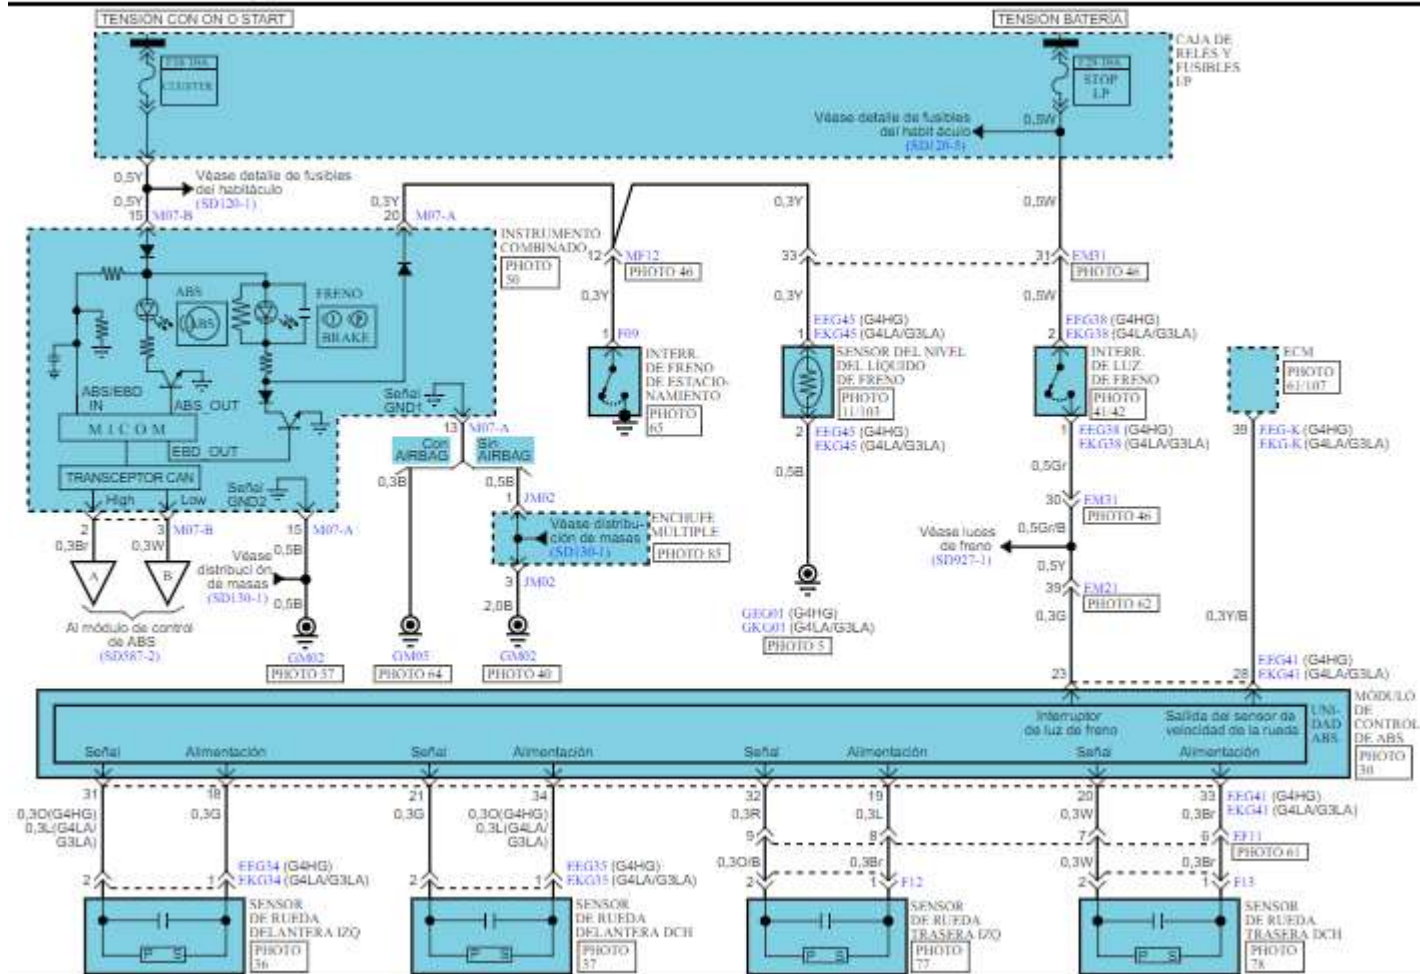 TENSIÓN CON ON O START
TENSIÓN BATERÍA
CAJA DE
RELÉS Y
FUSIBLES
I/P
CLUSTER
STOP
LP
Véase detalle de fusibles
del habitáculo
(SD120-5)
0,5W
0,5Y
Véase detalle de fusibles
del habitáculo
(SD120-1)
0,5Y
15 M07-B
0,3Y
20 M07-A
INSTRUMENTO
COMBINADO
PHOTO
50
ABS
ABS
FRENO
BRAKE
ABS/EBD
IN
ABS_OUT
MICOM
EBD_OUT
TRANSCEPTOR CAN
High
Low
Señal
GND1
Señal
GND2
13 M07-A
Con
AIRBAG
Sin
AIRBAG
2
3 M07-B
15 M07-A
0,3Br
0,3W
0,5B
A
B
Al módulo de control
de ABS
(SD587-2)
Véase
distribución
de masas
(SD130-1)
0,5B
GM02
PHOTO 57
0,3B
GM05
PHOTO 64
0,5B
1 JM02
Véase distribu-
ción de masas
(SD130-1)
ENCHUFE
MÚLTIPLE
PHOTO 85
3 JM02
2,0B
GM02
PHOTO 40
12 MF12
PHOTO 46
0,3Y
1 F09
INTERR.
DE FRENO
DE ESTACIO-
NAMIENTO
PHOTO
65
0,3Y
33
0,3Y
1
EEG45 (G4HG)
EKG45 (G4LA/G3LA)
SENSOR DEL NIVEL
DEL LÍQUIDO
DE FRENO
PHOTO
11/103
2 EEG45 (G4HG)
EKG45 (G4LA/G3LA)
0,5B
GEG01 (G4HG)
GKG01 (G4LA/G3LA)
PHOTO 5
0,5W
31 EM31
PHOTO 46
0,5W
EEG38 (G4HG)
2 EKG38 (G4LA/G3LA)
INTERR.
DE LUZ
DE FRENO
PHOTO
41/42
1 EEG38 (G4HG)
EKG38 (G4LA/G3LA)
0,5Gr
30 EM31
PHOTO 46
0,5Gr/B
Véase luces
de freno
(SD927-1)
0,5Y
39 EM21
PHOTO 62
0,3G
23
ECM
PHOTO
61/107
39 EEG-K (G4HG)
EKG-K (G4LA/G3LA)
0,3Y/B
EEG41 (G4HG)
28 EKG41 (G4LA/G3LA)
Interruptor
de luz de freno
Sallida del sensor de
velocidad de la rueda
UNI-
DAD
ABS
MÓDULO
DE
CONTROL
DE ABS
PHOTO
30
Señal
Alimentación
Señal
Alimentación
Señal
Alimentación
Señal
Alimentación
31
18
21
34
32
19
20
33 EEG41 (G4HG)
EKG41 (G4LA/G3LA)
0,3O(G4HG)
0,3L(G4LA/
G3LA)
0,3G
0,3G
0,3O(G4HG)
0,3L(G4LA/
G3LA)
0,3R
0,3L
0,3W
0,3Br
9
8
7
6 EF11
PHOTO 61
0,3O/B
0,3Br
0,3W
0,3Br
EEG34 (G4HG)
2
1 EKG34 (G4LA/G3LA)
EEG35 (G4HG)
2
1 EKG35 (G4LA/G3LA)
2
1 F12
2
1 F13
P S
SENSOR
DE RUEDA
DELANTERA IZQ
PHOTO
36
P S
SENSOR
DE RUEDA
DELANTERA DCH
PHOTO
37
P S
SENSOR
DE RUEDA
TRASERA IZQ
PHOTO
77
P S
SENSOR
DE RUEDA
TRASERA DCH
PHOTO
78